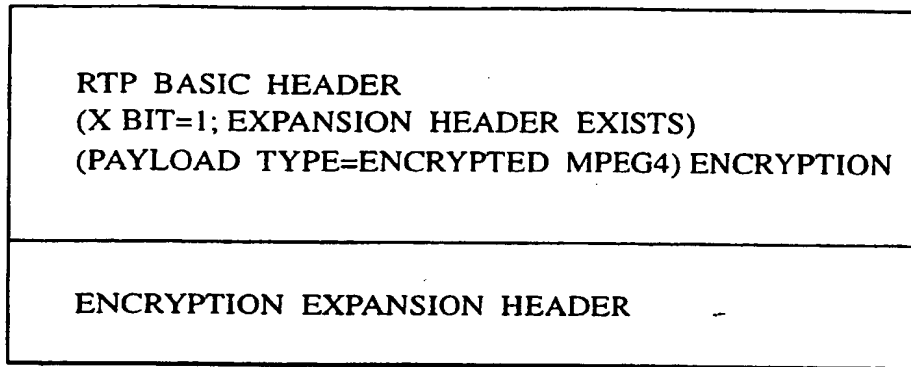 RTP BASIC HEADER
(X BIT=1; EXPANSION HEADER EXISTS)
(PAYLOAD TYPE=ENCRYPTED MPEG4) ENCRYPTION
ENCRYPTION EXPANSION HEADER